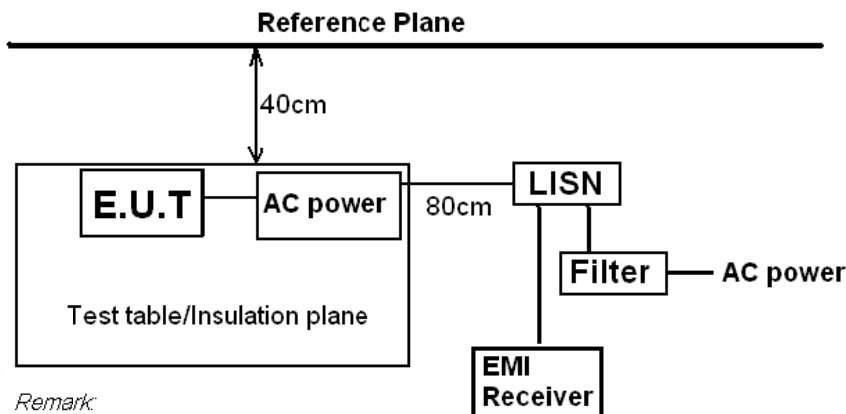 Reference Plane
40cm
E.U.T
AC power
80cm
LISN
Filter
AC power
Test table/Insulation plane
EMI
Receiver
Remark: